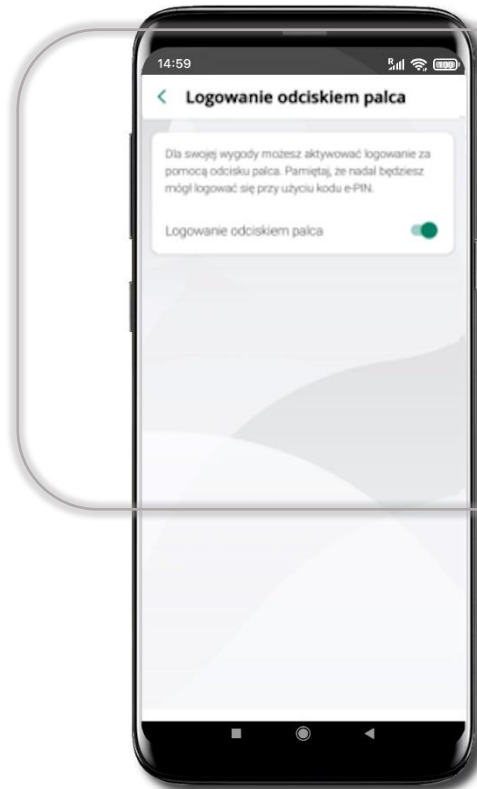 14:59
Logowanie odciskiem palca
Dla swojej wygody możesz aktywować logowanie za
pomocą odcisku palca. Pamiętaj, że nadal będziesz
mógł logować się przy użyciu kodu e-PIN.
Logowanie odciskiem palca